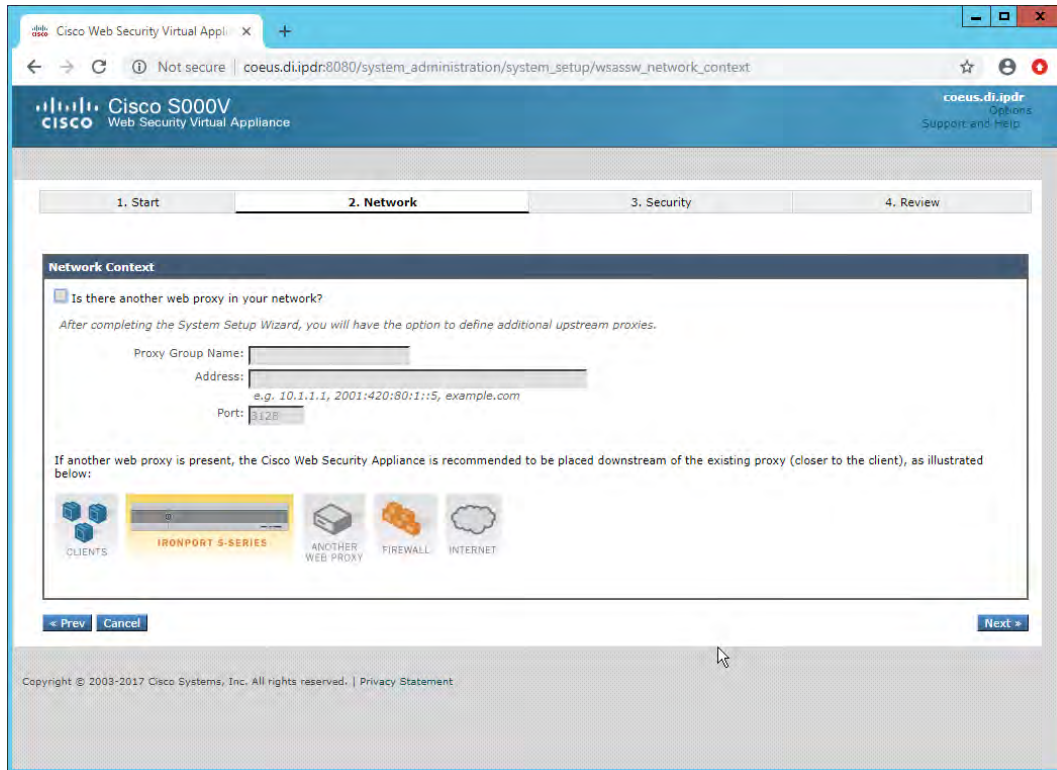 Cisco Web Security Virtual Appli
Not secure | coeus.di.ipdr:8080/system_administration/system_setup/wsassw_network_context
cisco
Cisco S000V
Web Security Virtual Appliance
coeus.di.ipdr
Options
Support and Help
1. Start
2. Network
3. Security
4. Review
Network Context
Is there another web proxy in your network?
After completing the System Setup Wizard, you will have the option to define additional upstream proxies.
Proxy Group Name:
Address:
e.g. 10.1.1.1, 2001:420:80:1::5, example.com
Port: 3128
If another web proxy is present, the Cisco Web Security Appliance is recommended to be placed downstream of the existing proxy (closer to the client), as illustrated
below:
CLIENTS
IRONPORT S-SERIES
ANOTHER
WEB PROXY
FIREWALL
INTERNET
< Prev
Cancel
Next »
Copyright © 2003-2017 Cisco Systems, Inc. All rights reserved. | Privacy Statement